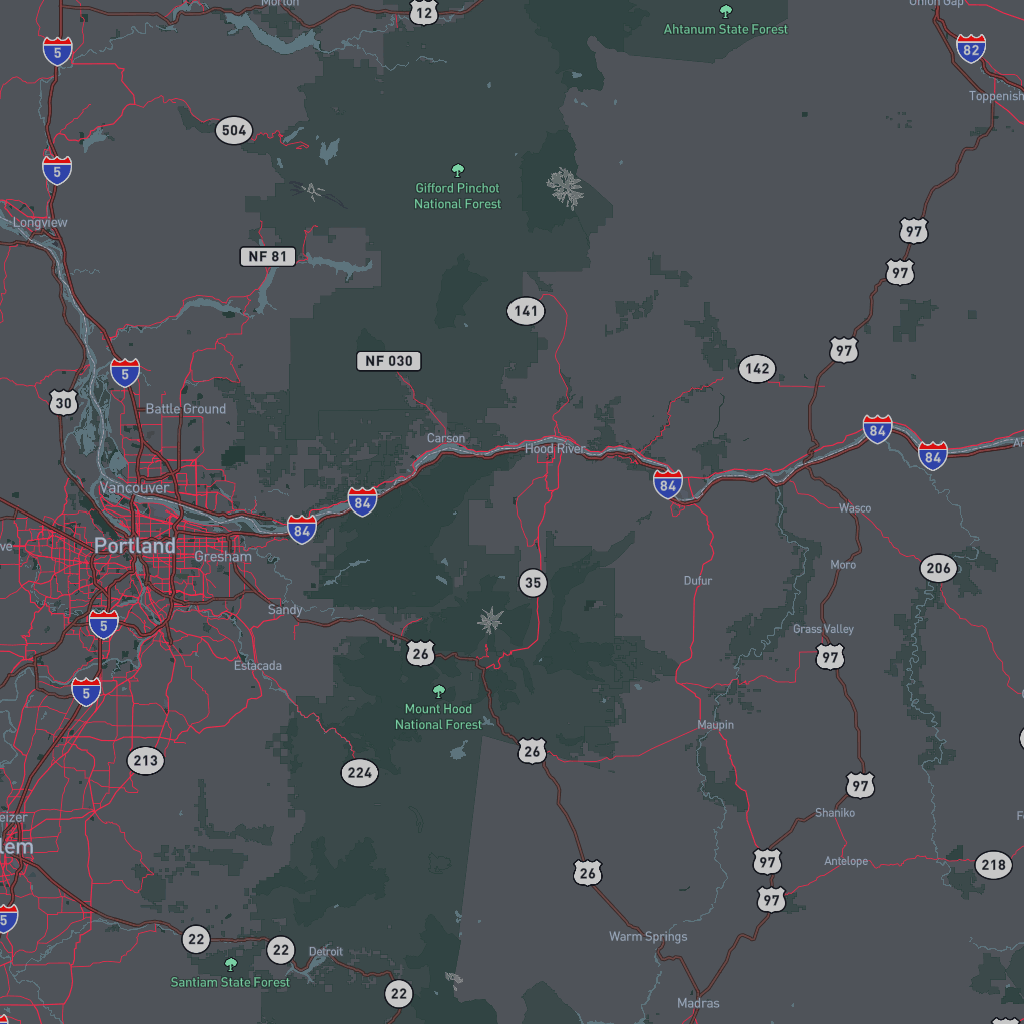 Morton
12
Ahtanum State Forest
Union Gap
5
82
Toppenish
504
5
Gifford Pinchot
National Forest
Longview
97
NF 81
97
141
97
NF 030
142
5
30
Battle Ground
84
Carson
Hood River
84
Vancouver
84
84
Wasco
84
Portland
Gresham
Moro
206
35
Dufur
Sandy
5
Grass Valley
26
97
Estacada
5
Mount Hood
National Forest
Maupin
26
213
224
97
Shaniko
97
Antelope
218
26
97
5
22
22
Warm Springs
Detroit
Santiam State Forest
22
Madras